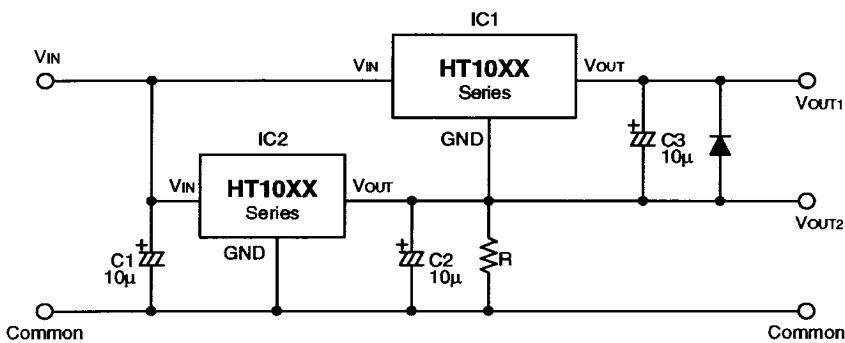 IC1
VIN
VIN
HT10XX
VOUT
Series
VOUT1
GND
C3
10μ
IC2
VIN
HT10XX
VOUT
Series
VOUT2
GND
C1
10μ
C2
10μ
R
Common
Common